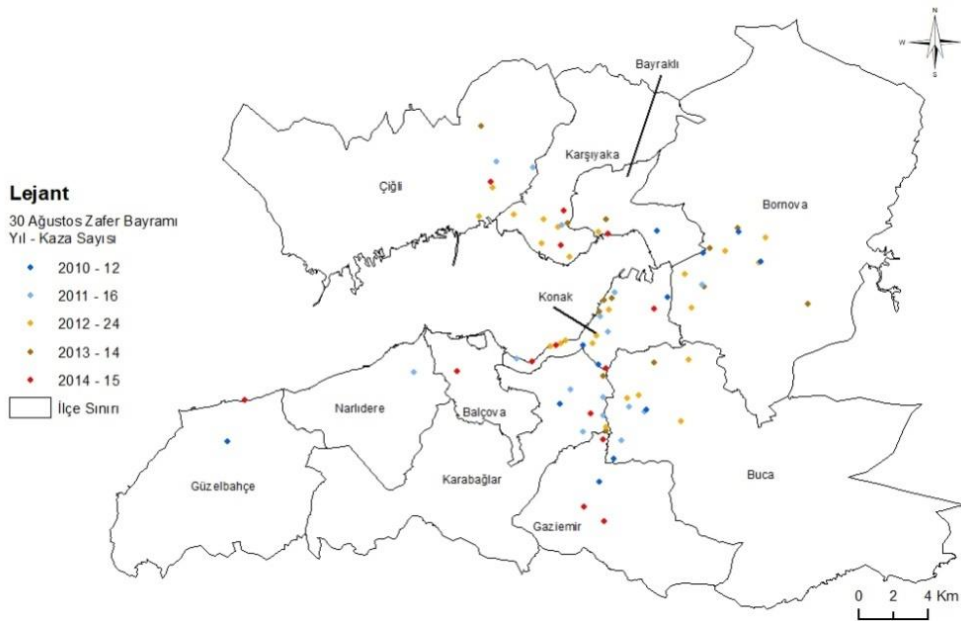 N
W
S
Bayraklı
Karşıyaka
Çiğli
Bornova
Lejant
30 Ağustos Zafer Bayramı
Yıl - Kaza Sayısı
2010 - 12
2011 - 16
2012 - 24
2013 - 14
2014 - 15
İlçe Sınırı
Konak
Narlıdere
Balçova
Güzelbahçe
Karabağlar
Buca
Gaziemir
0 2 4 Km